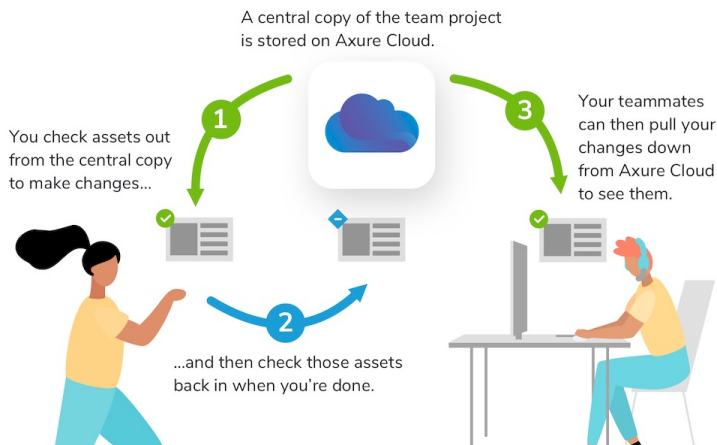 A central copy of the team project
is stored on Axure Cloud.
1
You check assets out
from the central copy
to make changes...
3
Your teammates
can then pull your
changes down
from Axure Cloud
to see them.
2
...and then check those assets
back in when you're done.